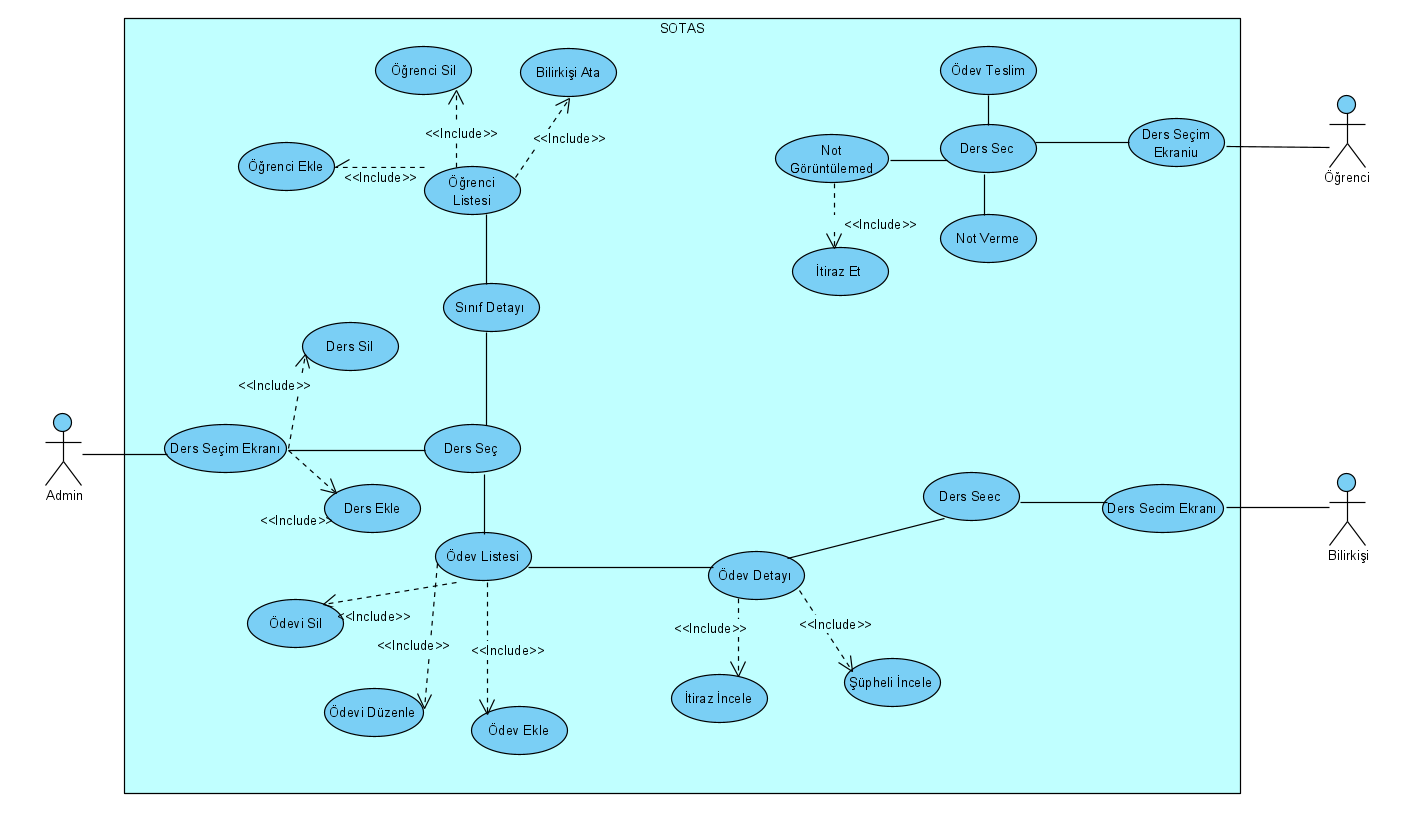 SOTAS
Öğrenci Sil
Bilirkişi Ata
Ödev Teslim
<<Include>>
<<Include>>
Öğrenci Ekle
<<Include>>
Öğrenci
Listesi
Not
Görüntülemed
Ders Sec
Ders Seçim
Ekraniu
Öğrenci
<<Include>>
Not Verme
İtiraz Et
Sınıf Detayı
Ders Sil
<<Include>>
Admin
Ders Seçim Ekranı
Ders Seç
Ders Ekle
<<Include>>
Ders Seec
Ders Secim Ekranı
Bilirkişi
Ödev Listesi
Ödev Detayı
Ödevi Sil
<<Include>>
<<Include>>
<<Include>>
<<Include>>
<<Include>>
Ödevi Düzenle
Ödev Ekle
İtiraz İncele
Şüpheli İncele